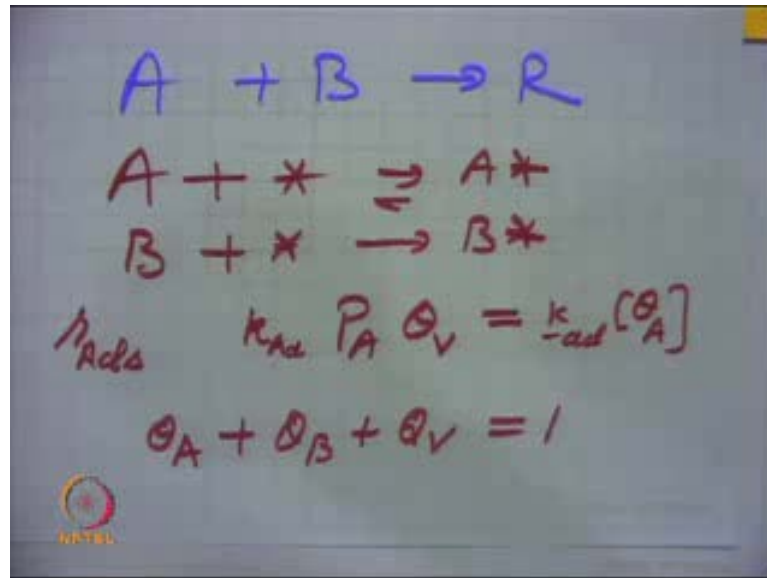 A + B → R
A + * ⇌ A*
B + * → B*
r_Ads k_Ad P_A θ_V = k_-ad [θ_A]
θ_A + θ_B + θ_V = 1
NPTEL